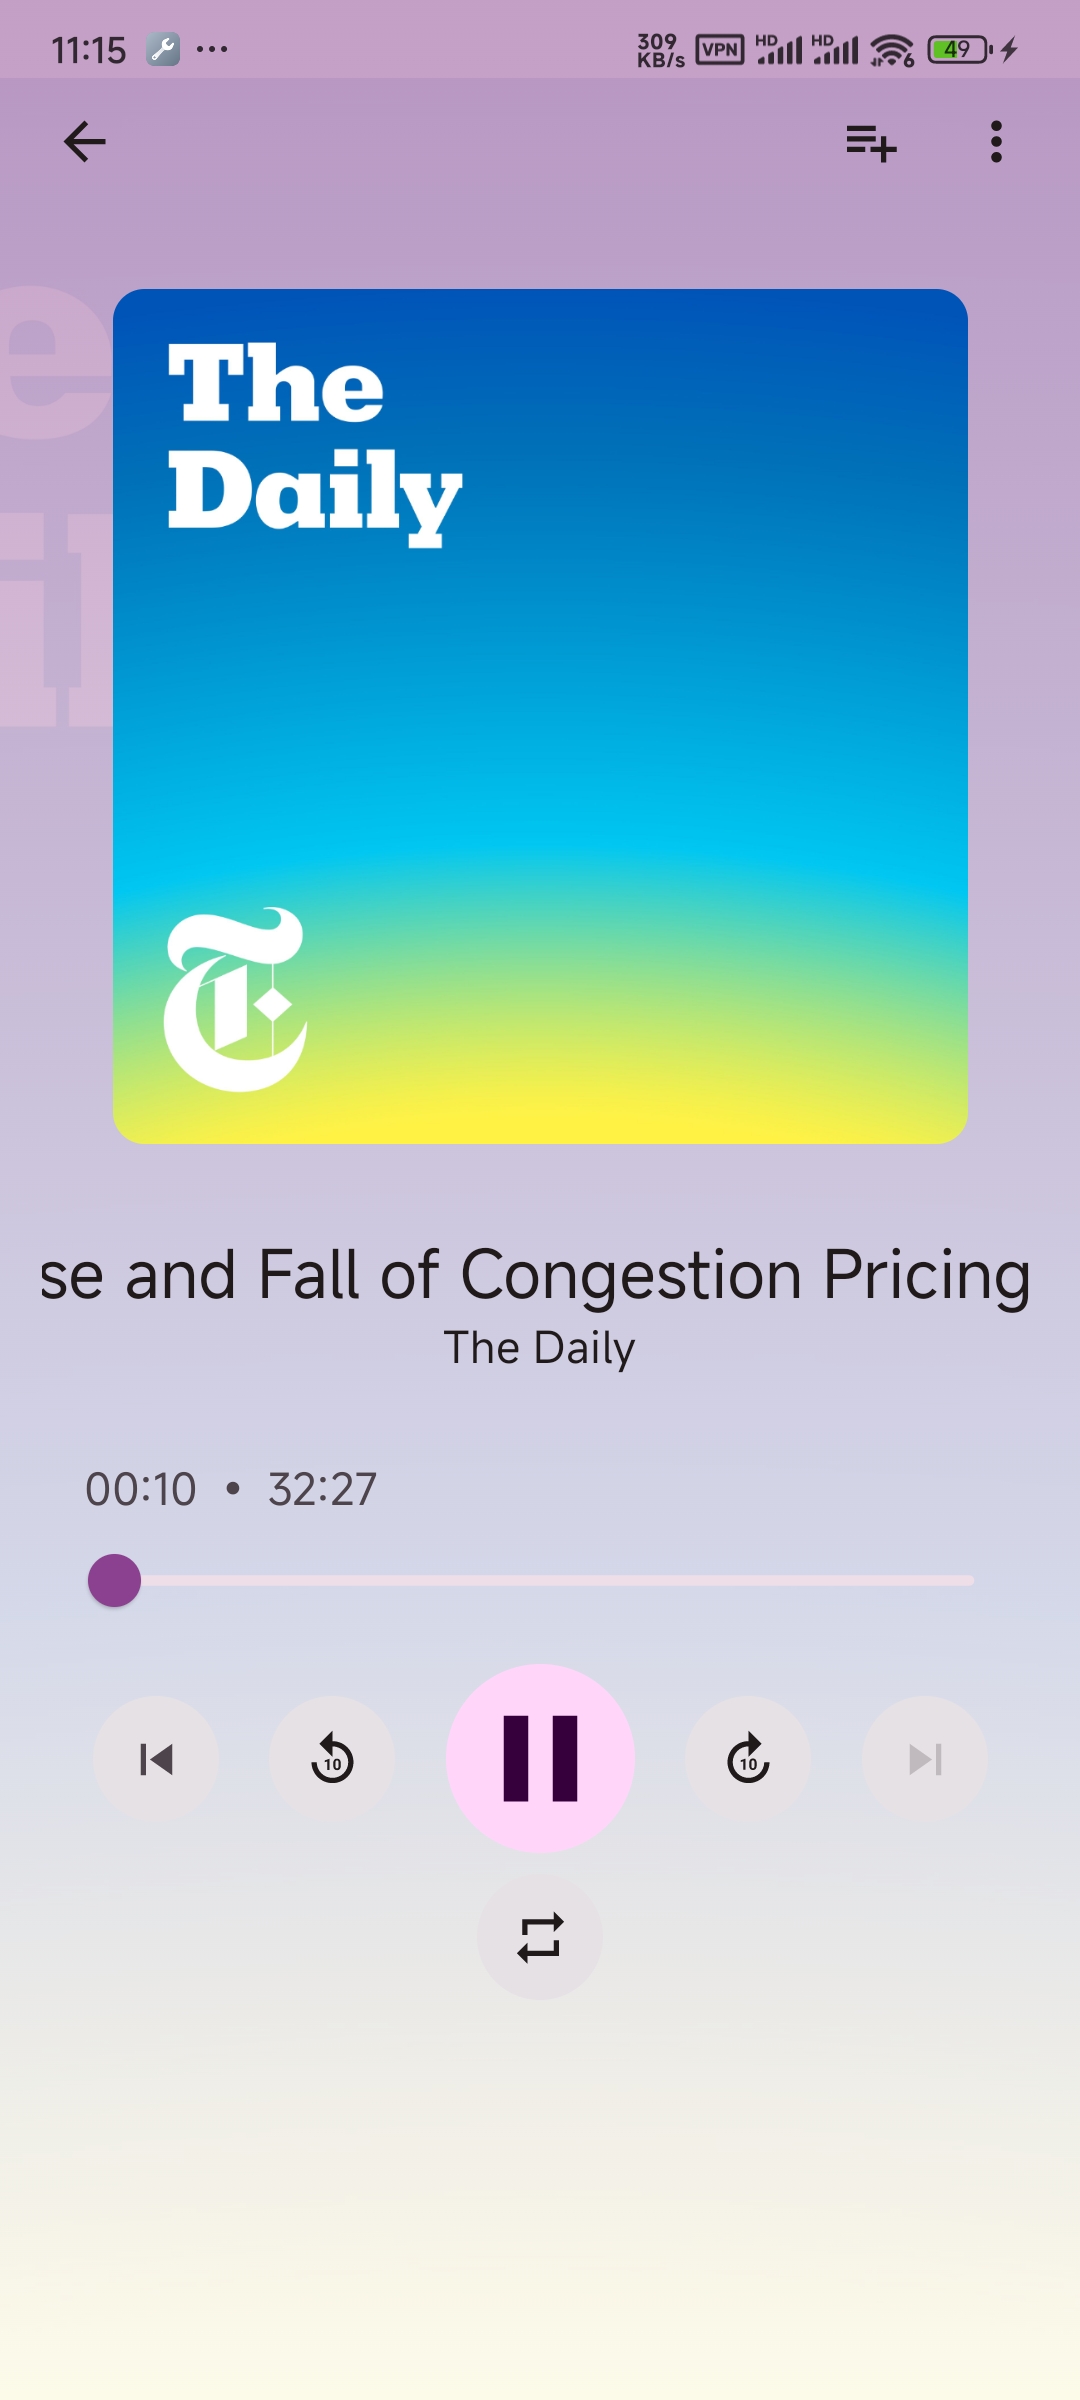 11:15
309
KB/s
VPN
HD
HD
6
49
The
Daily
se and Fall of Congestion Pricing
The Daily
00:10 • 32:27
10
10